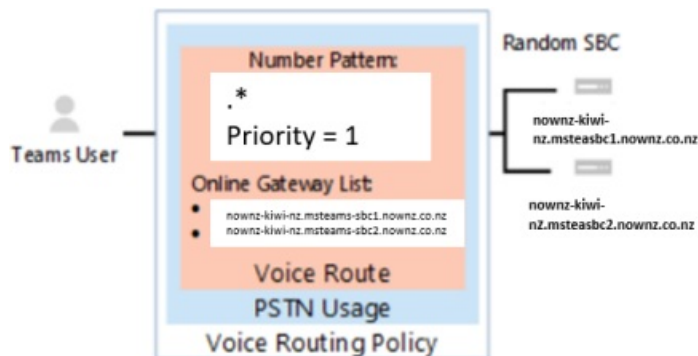 Teams User
Number Pattern:
.*
Priority = 1
Online Gateway List:
• nownz-kiwi-nz.msteams-sbc1.nownz.co.nz
• nownz-kiwi-nz.msteams-sbc2.nownz.co.nz
Voice Route
PSTN Usage
Voice Routing Policy
Random SBC
nownz-kiwi-
nz.msteasbc1.nownz.co.nz
nownz-kiwi-
nz.msteasbc2.nownz.co.nz